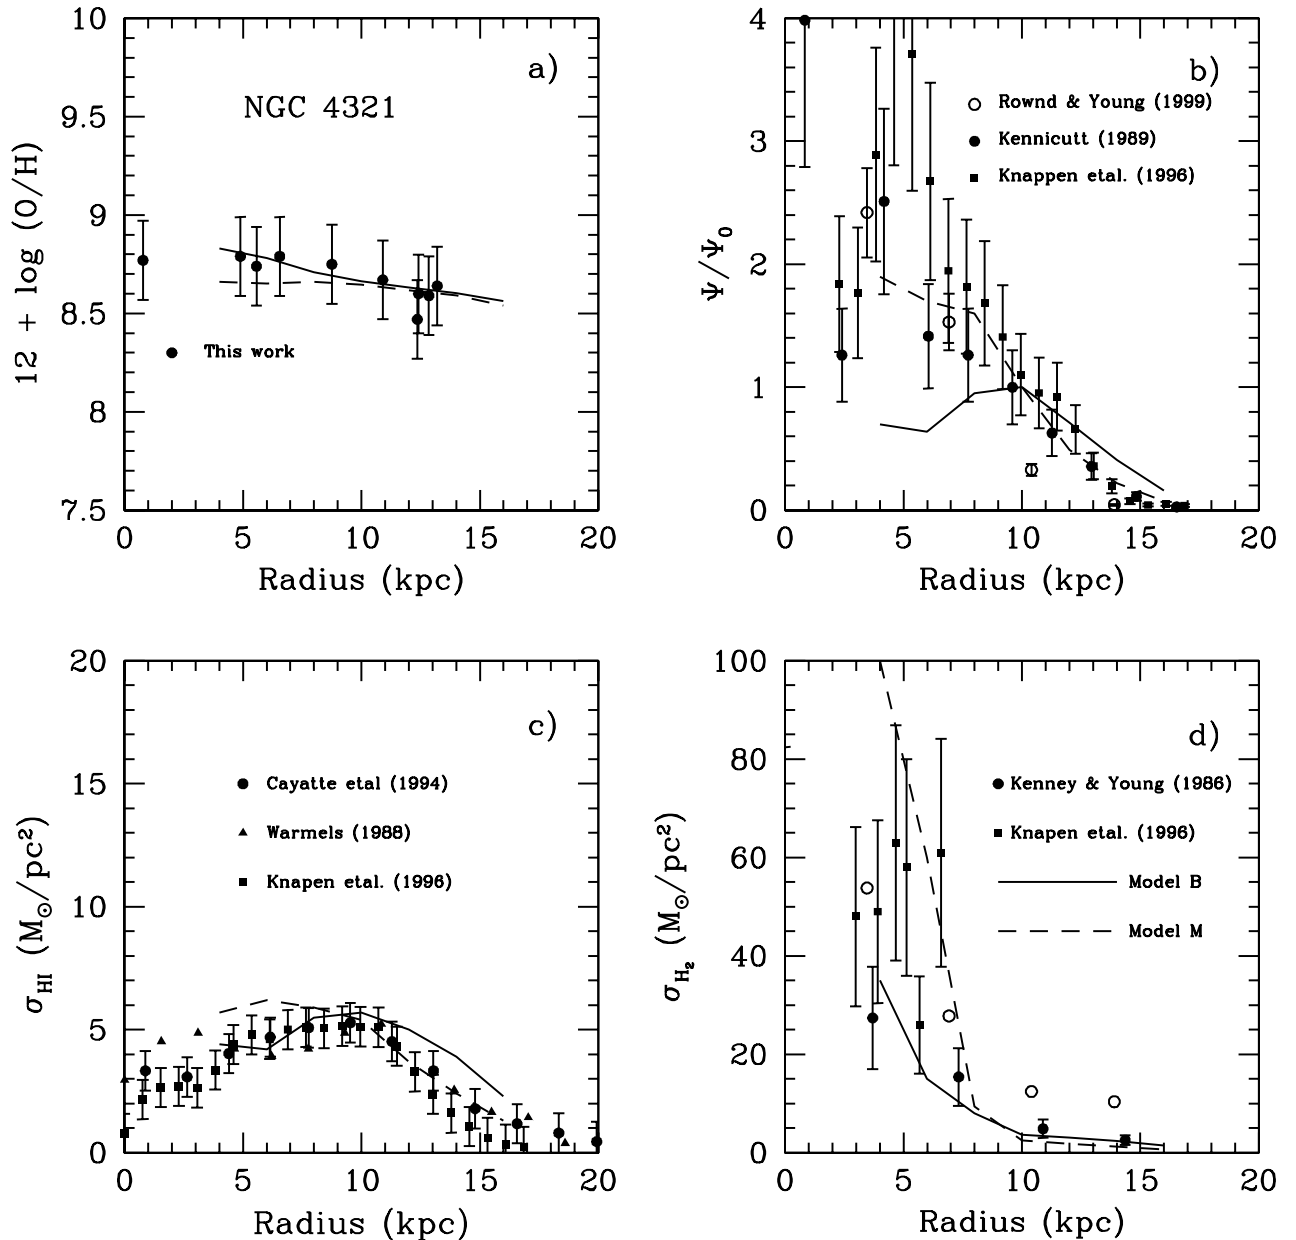 10
9.5
9
8.5
8
7.5
12 + log (O/H)
a)
NGC 4321
This work
0 5 10 15 20
Radius (kpc)
4
3
2
1
0
Ψ/Ψ0
b)
Rownd & Young (1999)
Kennicutt (1989)
Knappen etal. (1996)
0 5 10 15 20
Radius (kpc)
20
15
10
5
0
σHI (M⊙/pc²)
c)
Cayatte etal (1994)
Warmels (1988)
Knapen etal. (1996)
0 5 10 15 20
Radius (kpc)
100
80
60
40
20
0
σH2 (M⊙/pc²)
d)
Kenney & Young (1986)
Knapen etal. (1996)
Model B
Model M
0 5 10 15 20
Radius (kpc)